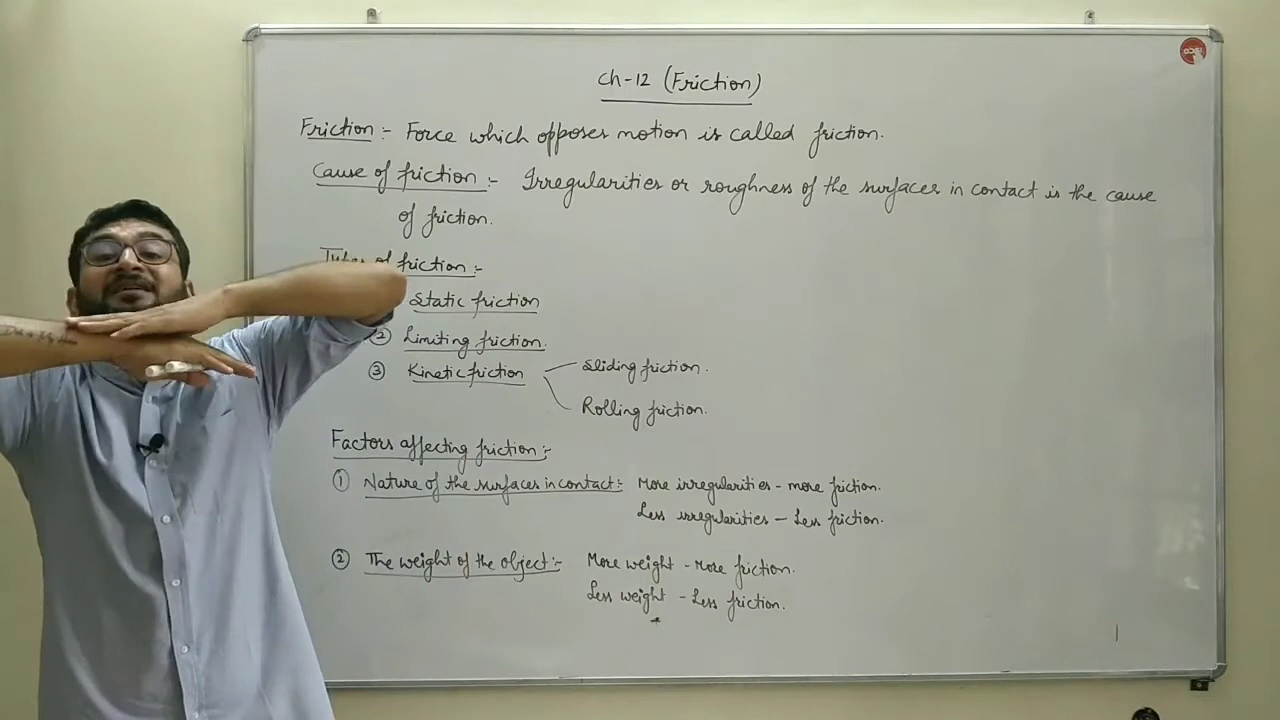 Ch-12 (Friction)
Friction :- Force which opposes motion is called friction.
Cause of friction :- Irregularities or roughness of the surfaces in contact is the cause
of friction.
Types of friction :-
Static friction
② Limiting friction.
③ Kinetic friction
Sliding friction.
Rolling friction.
Factors affecting friction :-
① Nature of the surfaces in contact :- More irregularities - more friction.
Less irregularities - Less friction.
② The weight of the object :- More weight - More friction.
Less weight - Less friction.